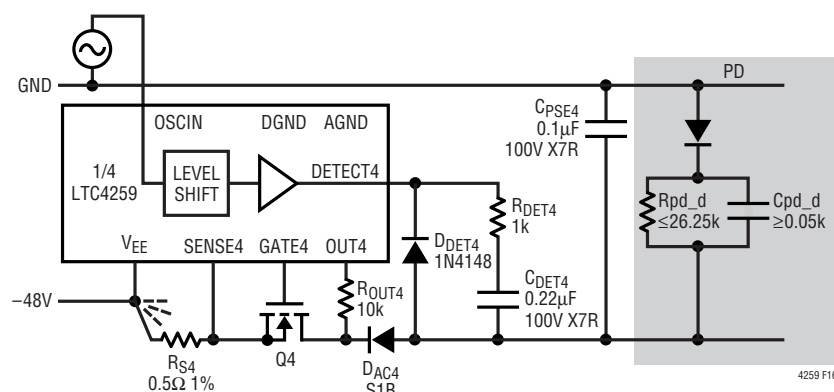 GND
PD
OSCIN
DGND
AGND
1/4
LTC4259
LEVEL
SHIFT
DETECT4
VEE
SENSE4
GATE4
OUT4
CPSE4
0.1µF
100V X7R
RDET4
1k
DDET4
1N4148
CDET4
0.22µF
100V X7R
Rpd_d
≤26.25k
Cpd_d
≥0.05k
–48V
ROUT4
10k
RS4
0.5Ω 1%
Q4
DAC4
S1B
4259 F16